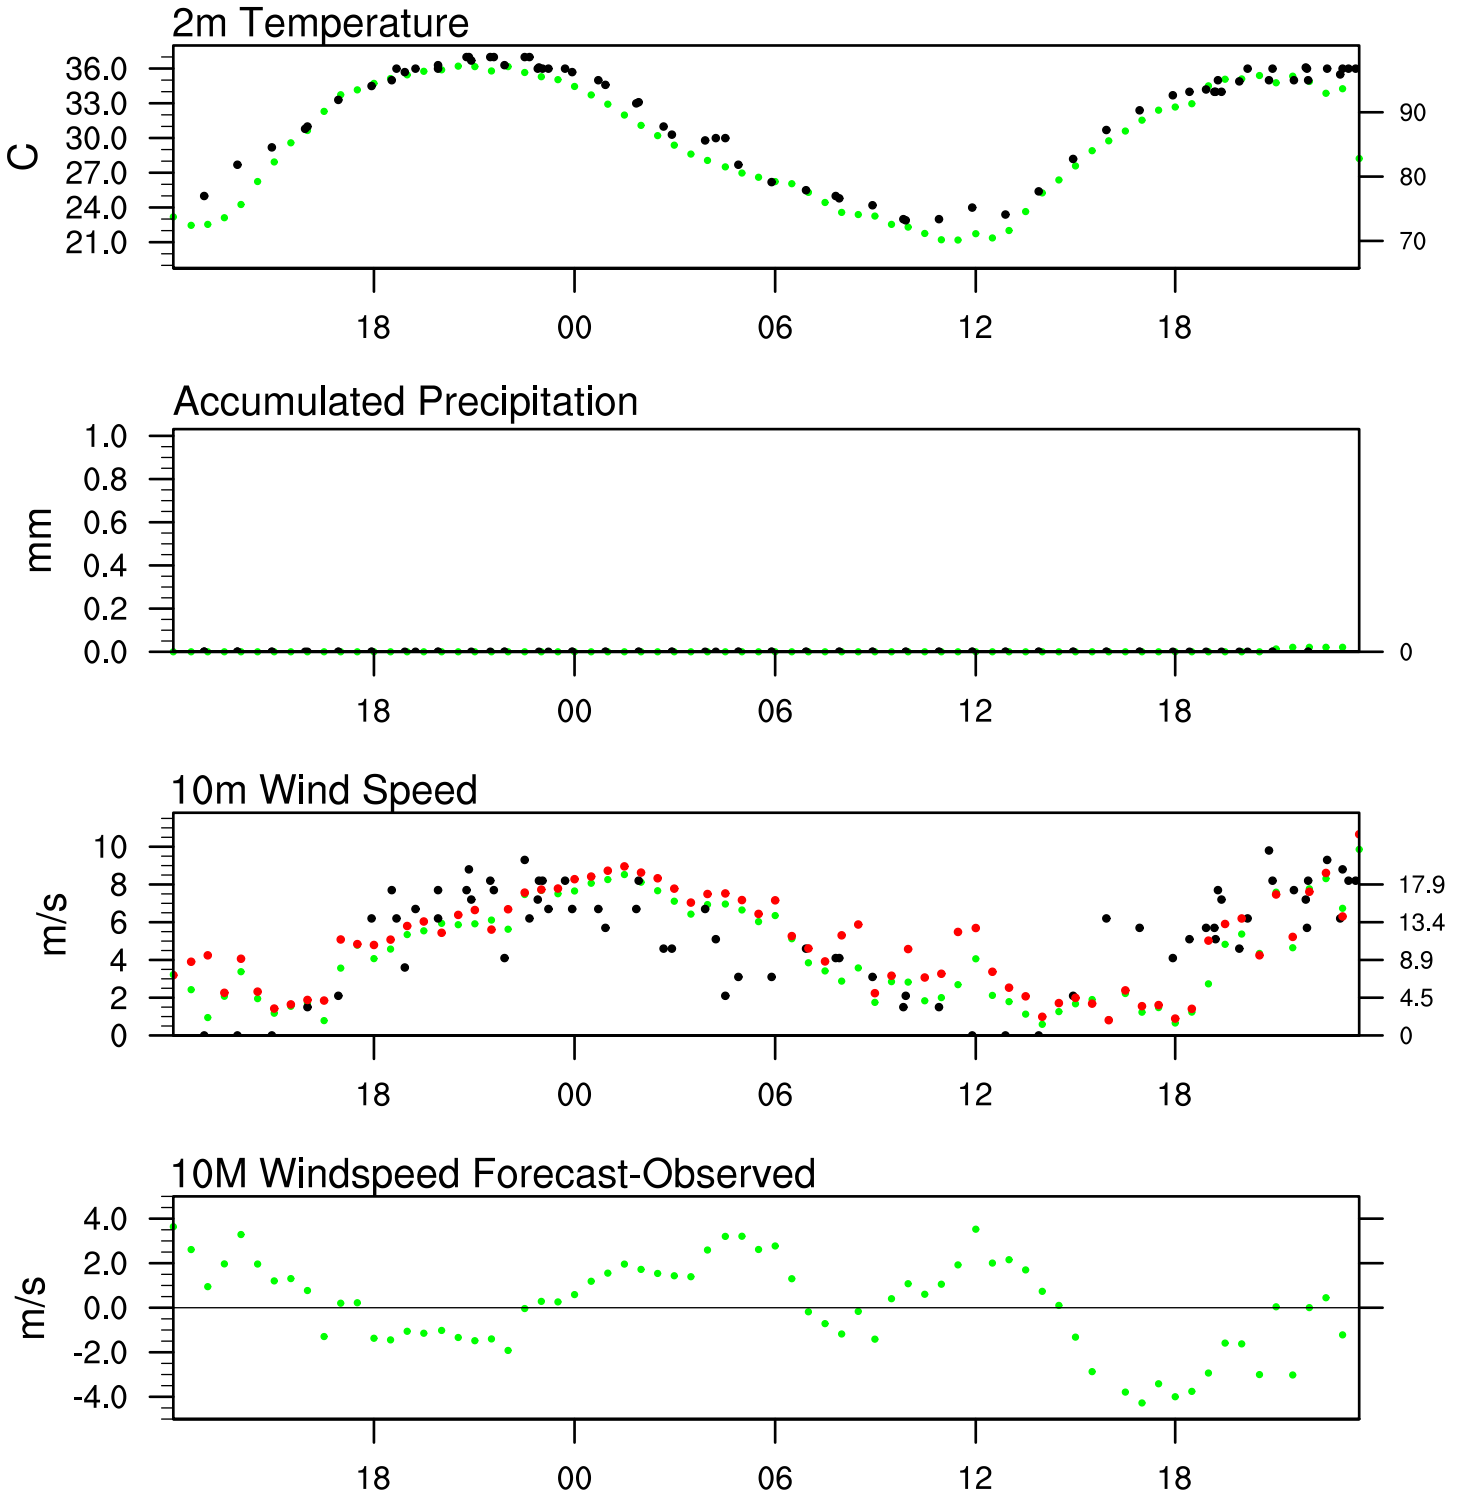 2m Temperature
C
36.0
33.0
30.0
27.0
24.0
21.0
90
80
70
18 00 06 12 18
Accumulated Precipitation
mm
1.0
0.8
0.6
0.4
0.2
0.0
0
18 00 06 12 18
10m Wind Speed
m/s
10
8
6
4
2
0
17.9
13.4
8.9
4.5
0
18 00 06 12 18
10M Windspeed Forecast-Observed
m/s
4.0
2.0
0.0
-2.0
-4.0
18 00 06 12 18